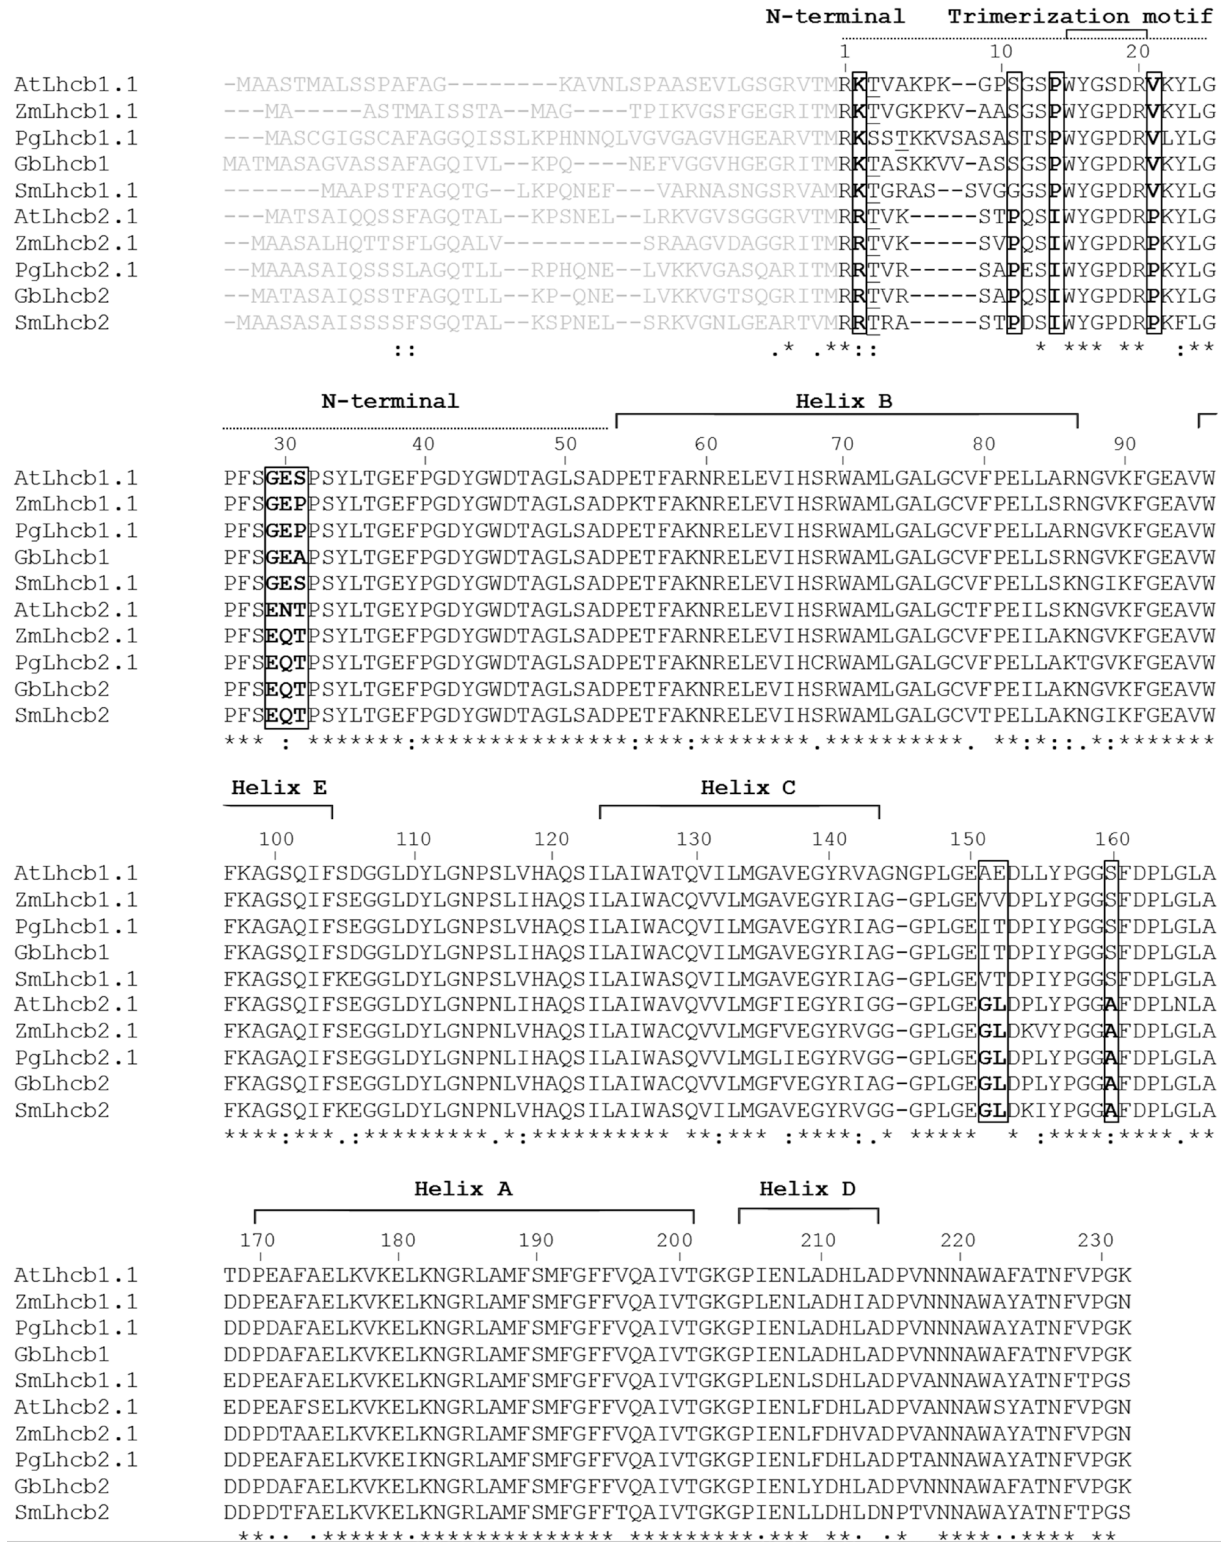 N-terminal Trimerization motif
1 10 20
AtLhcb1.1 -MAASTMALSSPAFAG--------KAVNLSPAASEVLGSGRVTMRKTVAKPK--GPSGSPWYGSDRVKYLG
ZmLhcb1.1 ---MA-----ASTMAISSTA--MAG----TPIKVGSFGEGRITMRKTVGKPKV-AASGSPWYGPDRVKYLG
PgLhcb1.1 ---MASCGIGSCAFAGQISSLKPHNNQLVGVGAGVHGEARVTMRKSSTKKVSASASTSPWYGPDRVLYLG
GbLhcb1 MATMASAGVASSAFAGQIVL--KPQ----NEFVGGVHGEGRITMRKTASKKVV-ASSGSPWYGPDRVKYLG
SmLhcb1.1 -------MAAPSTFAGQTG--LKPQNEF---VARNASNGSRVAMRKTGRAS--SVGGGSPWYGPDRVKYLG
AtLhcb2.1 ---MATSAIQQSSFAGQTAL--KPSNEL--LRKVGVSGGGRVTMRRTVK-----STPQSIWYGPDRPKYLG
ZmLhcb2.1 --MAASALHQTTSFLGQALV----------SRAAGVDAGGRITMRRTVK-----SVPQSIWYGPDRPKYLG
PgLhcb2.1 --MAAASAIQSSSLAGQTLL--RPHQNE--LVKKVGASQARITMRRTVR-----SAPESIWYGPDRPKYLG
GbLhcb2 --MATASAIQSSTFAGQTLL--KP-QNE--LVKKVGTSQGRITMRRTVR-----SAPQSIWYGPDRPKYLG
SmLhcb2 -MAASASAISSSSFSGQTAL--KSPNEL--SRKVGNLGEARTVMRRTRA-----STPDSIWYGPDRPKFLG
:: .* .**:: * *** ** :**
N-terminal Helix B
30 40 50 60 70 80 90
AtLhcb1.1 PFSGESPSYLTGEFPGDYGWDTAGLSADPETFARNRELEVIHSRWAMLGALGCVFPELLARNGVKFGEAVW
ZmLhcb1.1 PFSGEPPSYLTGEFPGDYGWDTAGLSADPKTFAKNRELEVIHSRWAMLGALGCVFPELLSRNGVKFGEAVW
PgLhcb1.1 PFSGEPPSYLTGEFPGDYGWDTAGLSADPETFAKNRELEVIHSRWAMLGALGCVFPELLARNGVKFGEAVW
GbLhcb1 PFSGEAPSYLTGEFPGDYGWDTAGLSADPETFAKNRELEVIHSRWAMLGALGCVFPELLSRNGVKFGEAVW
SmLhcb1.1 PFSGESPSYLTGEYPGDYGWDTAGLSADPETFAKNRELEVIHSRWAMLGALGCVFPELLSKNGIKFGEAVW
AtLhcb2.1 PFSENTPSYLTGEYPGDYGWDTAGLSADPETFAKNRELEVIHSRWAMLGALGCTFPEILSKNGVKFGEAVW
ZmLhcb2.1 PFSEQTPSYLTGEFPGDYGWDTAGLSADPETFARNRELEVIHSRWAMLGALGCVFPEILAKNGVKFGEAVW
PgLhcb2.1 PFSEQTPSYLTGEFPGDYGWDTAGLSADPETFAKNRELEVIHCRWAMLGALGCVFPELLAKTGVKFGEAVW
GbLhcb2 PFSEQTPSYLTGEFPGDYGWDTAGLSADPETFAKNRELEVIHSRWAMLGALGCVFPEILAKNGVKFGEAVW
SmLhcb2 PFSEQTPSYLTGEFPGDYGWDTAGLSADPETFAKNRELEVIHSRWAMLGALGCVTPELLAKNGIKFGEAVW
*** : *******:***************:***:********.**********. **:*::.*:*******
Helix E Helix C
100 110 120 130 140 150 160
AtLhcb1.1 FKAGSQIFSDGGLDYLGNPSLVHAQSILAIWATQVILMGAVEGYRVAGNGPLGEAEDLLYPGGSFDPLGLA
ZmLhcb1.1 FKAGSQIFSEGGLDYLGNPSLIHAQSILAIWACQVVLMGAVEGYRIAG-GPLGEVVDPLYPGGSFDPLGLA
PgLhcb1.1 FKAGAQIFSEGGLDYLGNPSLIHAQSILAIWACQVILMGAVEGYRIAG-GPLGEITDPIYPGGSFDPLGLA
GbLhcb1 FKAGSQIFSEGGLDYLGNPSLVHAQSILAIWACQVVLMGAVEGYRIAG-GPLGEITDPIYPGGSFDPLGLA
SmLhcb1.1 FKAGSQIFKEGGLDYLGNPSLVHAQSILAIWASQVILMGAVEGYRIAG-GPLGEVTDPIYPGGSFDPLGLA
AtLhcb2.1 FKAGSQIFSEGGLDYLGNPNLIHAQSILAIWAVQVVLMGFIEGYRIGG-GPLGEGLDPLYPGGAFDPLNLA
ZmLhcb2.1 FKAGAQIFSEGGLDYLGNPNLVHAQSILAIWACQVVLMGFVEGYRVGG-GPLGEGLDKVYPGGAFDPLGLA
PgLhcb2.1 FKAGAQIFSEGGLDYLGNPNLIHAQSILAIWASQVVLMGLIEGYRVGG-GPLGEGLDPLYPGGAFDPLGLA
GbLhcb2 FKAGSQIFSEGGLDYLGNPNLVHAQSILAIWACQVVLMGFVEGYRIAG-GPLGEGLDPLYPGGAFDPLGLA
SmLhcb2 FKAGSQIFKEGGLDYLGNPNLVHAQSILAIWASQVILMGAVEGYRVGG-GPLGEGLDKIYPGGAFDPLGLA
****:***.:*********.*:********** **:*** :****:.* ***** * :****:****.**
Helix A Helix D
170 180 190 200 210 220 230
AtLhcb1.1 TDPEAFAELKVKELKNGRLAMFSMFGFFVQAIVTGKGPIENLADHLADPVNNNAWAFATNFVPGK
ZmLhcb1.1 DDPEAFAELKVKELKNGRLAMFSMFGFFVQAIVTGKGPLENLADHIADPVNNNAWAYATNFVPGN
PgLhcb1.1 DDPDAFAELKVKELKNGRLAMFSMFGFFVQAIVTGKGPIENLADHLADPVNNNAWAYATNFVPGK
GbLhcb1 DDPDAFAELKVKELKNGRLAMFSMFGFFVQAIVTGKGPIENLADHLADPVNNNAWAFATNFVPGK
SmLhcb1.1 EDPEAFAELKVKELKNGRLAMFSMFGFFVQAIVTGKGPLENLSDHLADPVANNAWAYATNFTPGS
AtLhcb2.1 EDPEAFSELKVKELKNGRLAMFSMFGFFVQAIVTGKGPIENLFDHLADPVANNAWSYATNFVPGN
ZmLhcb2.1 DDPDTAAELKVKELKNGRLAMFSMFGFFVQAIVTGKGPIENLFDHVADPVANNAWAYATNFVPGN
PgLhcb2.1 DDPEAFAELKVKEIKNGRLAMFSMFGFFVQAIVTGKGPIENLFDHLADPTANNAWAYATNFVPGK
GbLhcb2 DDPDAFAELKVKELKNGRLAMFSMFGFFVQAIVTGKGPIENLYDHLADPVANNAWAFATNFVPGK
SmLhcb2 DDPDTFAELKVKELKNGRLAMFSMFGFFTQAIVTGKGPIENLLDHLDNPTVNNAWAYATNFTPGS